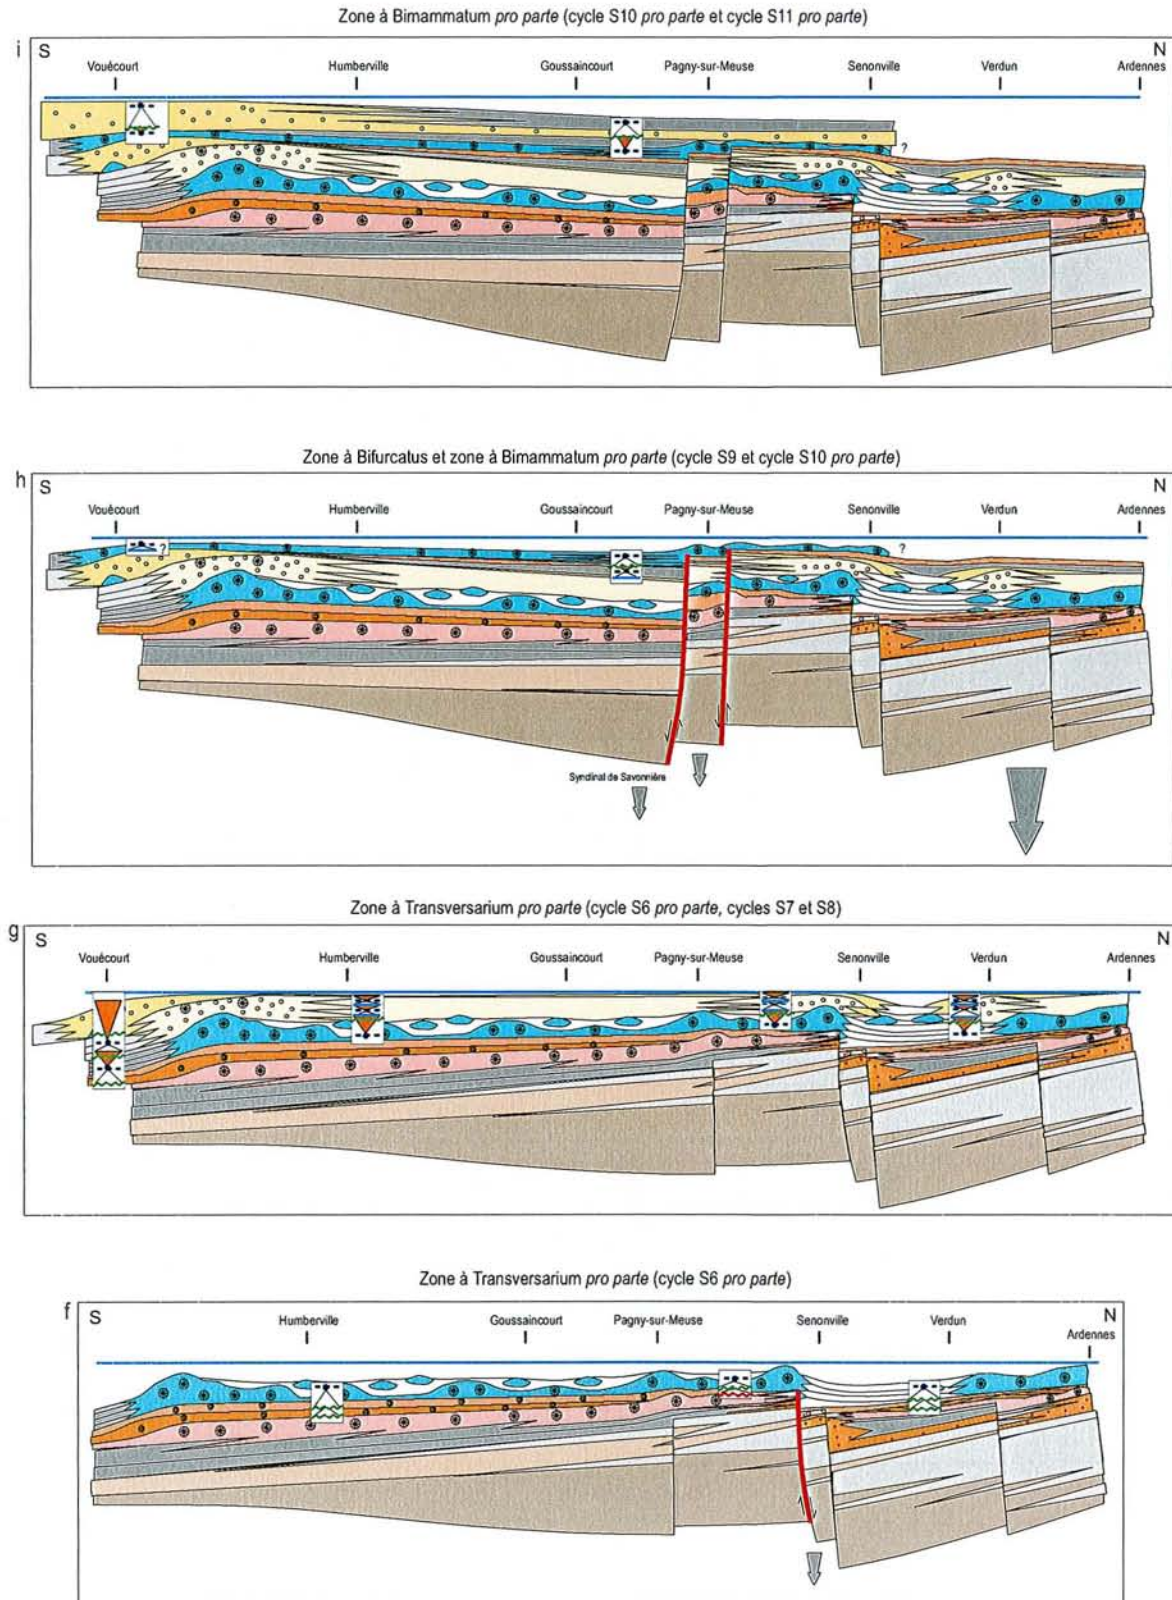 Zone à Bimammatum pro parte (cycle S10 pro parte et cycle S11 pro parte)
i S N
Vouécourt Humberville Goussaincourt Pagny-sur-Meuse Senonville Verdun Ardennes
?
Zone à Bifurcatus et zone à Bimammatum pro parte (cycle S9 et cycle S10 pro parte)
h S N
Vouécourt Humberville Goussaincourt Pagny-sur-Meuse Senonville Verdun Ardennes
? ?
Synclinal de Savonnière
Zone à Transversarium pro parte (cycle S6 pro parte, cycles S7 et S8)
g S N
Vouécourt Humberville Goussaincourt Pagny-sur-Meuse Senonville Verdun Ardennes
Zone à Transversarium pro parte (cycle S6 pro parte)
f S N
Humberville Goussaincourt Pagny-sur-Meuse Senonville Verdun
Ardennes